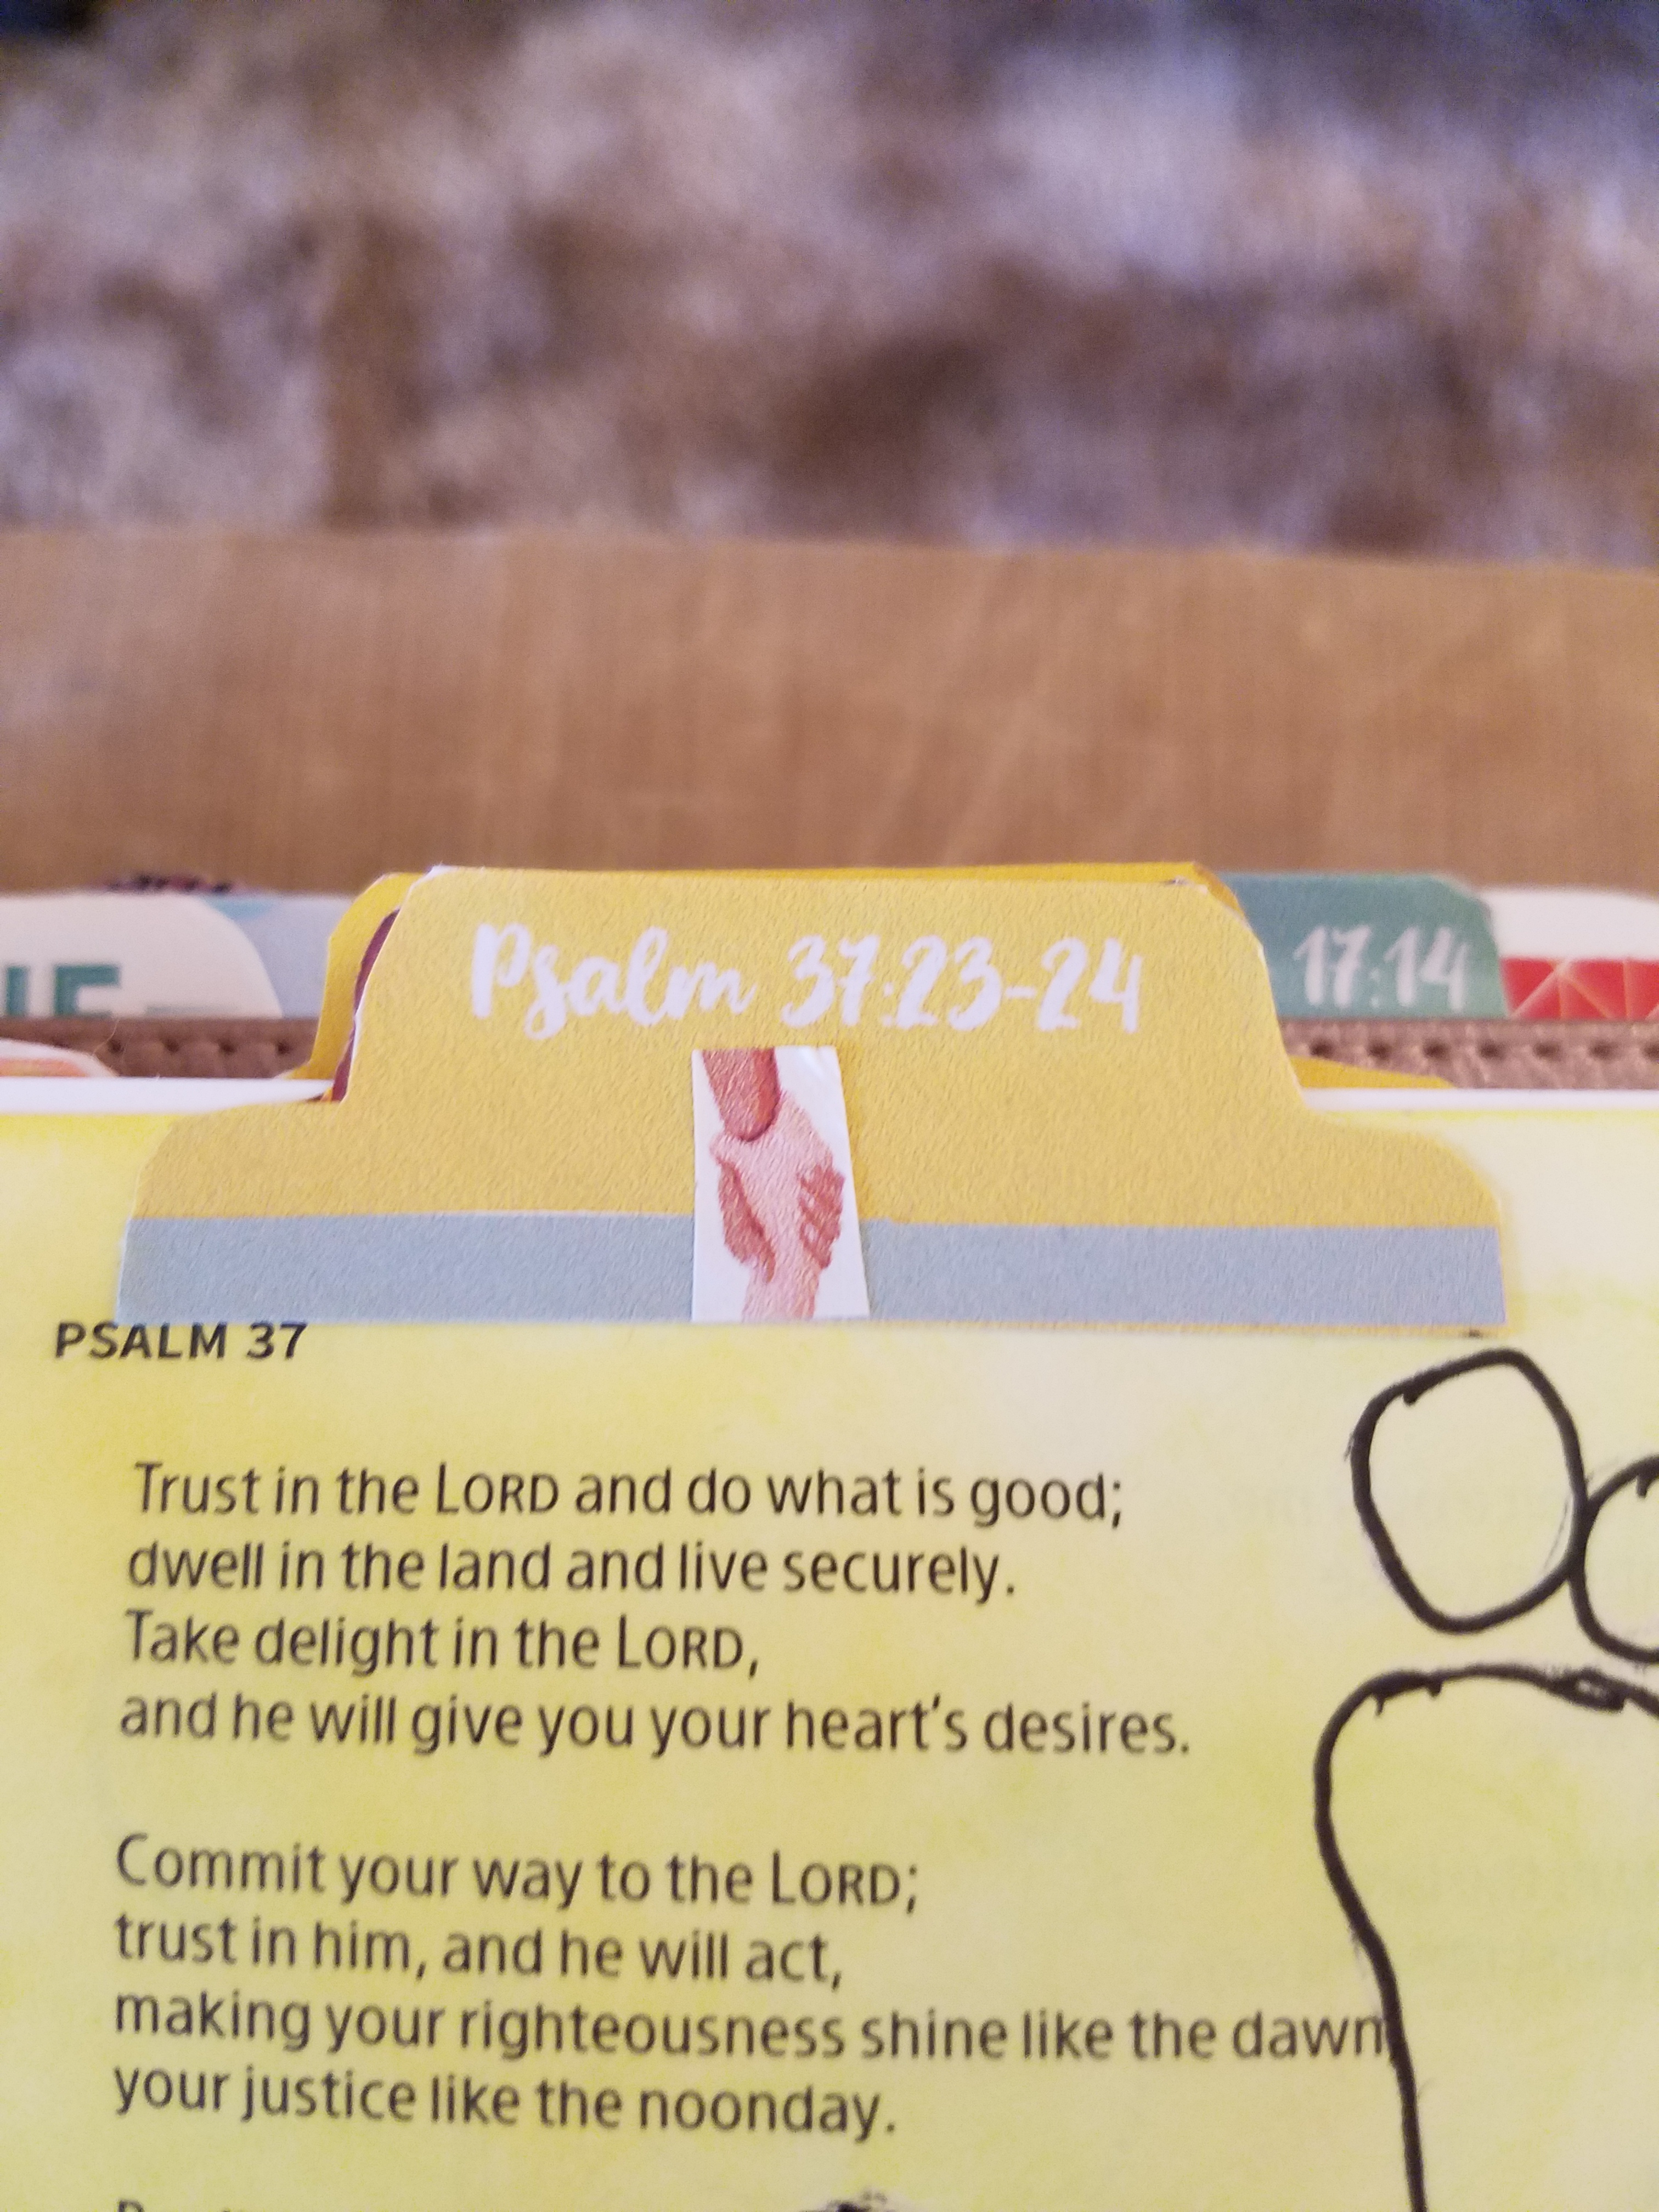 Psalm 37:23-24
17:14
PSALM 37
Trust in the LORD and do what is good;
dwell in the land and live securely.
Take delight in the LORD,
and he will give you your heart's desires.
Commit your way to the LORD;
trust in him, and he will act,
making your righteousness shine like the dawn,
your justice like the noonday.